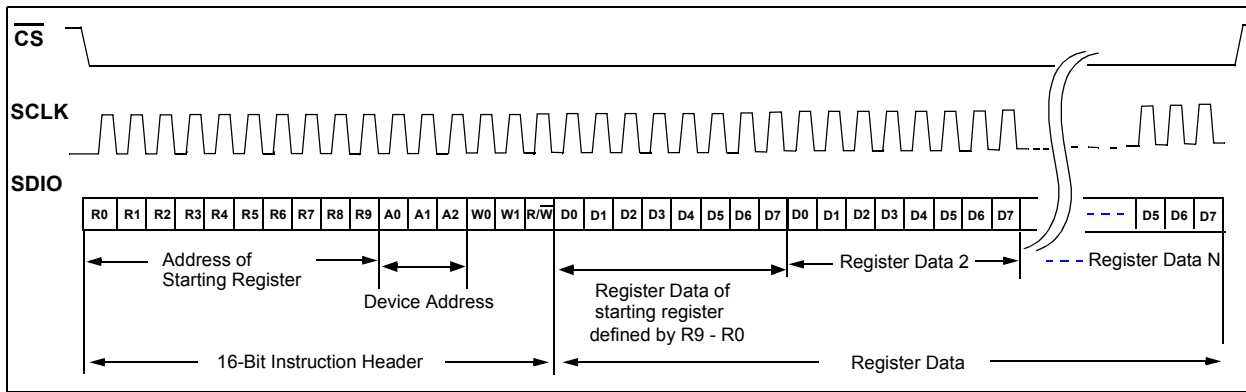 CS
SCLK
SDIO
R0 R1 R2 R3 R4 R5 R6 R7 R8 R9 A0 A1 A2 W0 W1 R/W D0 D1 D2 D3 D4 D5 D6 D7 D0 D1 D2 D3 D4 D5 D6 D7 D5 D6 D7
Address of
Starting Register
Device Address
Register Data of
starting register
defined by R9 - R0
Register Data 2
Register Data N
16-Bit Instruction Header
Register Data